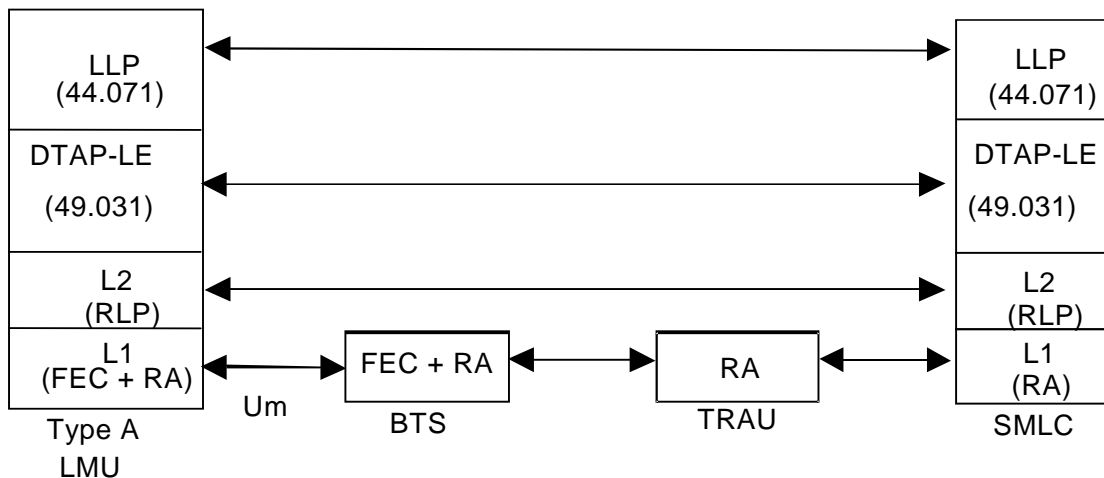 LLP
(44.071)
DTAP-LE
(49.031)
L2
(RLP)
L1
(FEC + RA)
Type A
LMU
Um
FEC + RA
BTS
RA
TRAU
LLP
(44.071)
DTAP-LE
(49.031)
L2
(RLP)
L1
(RA)
SMLC